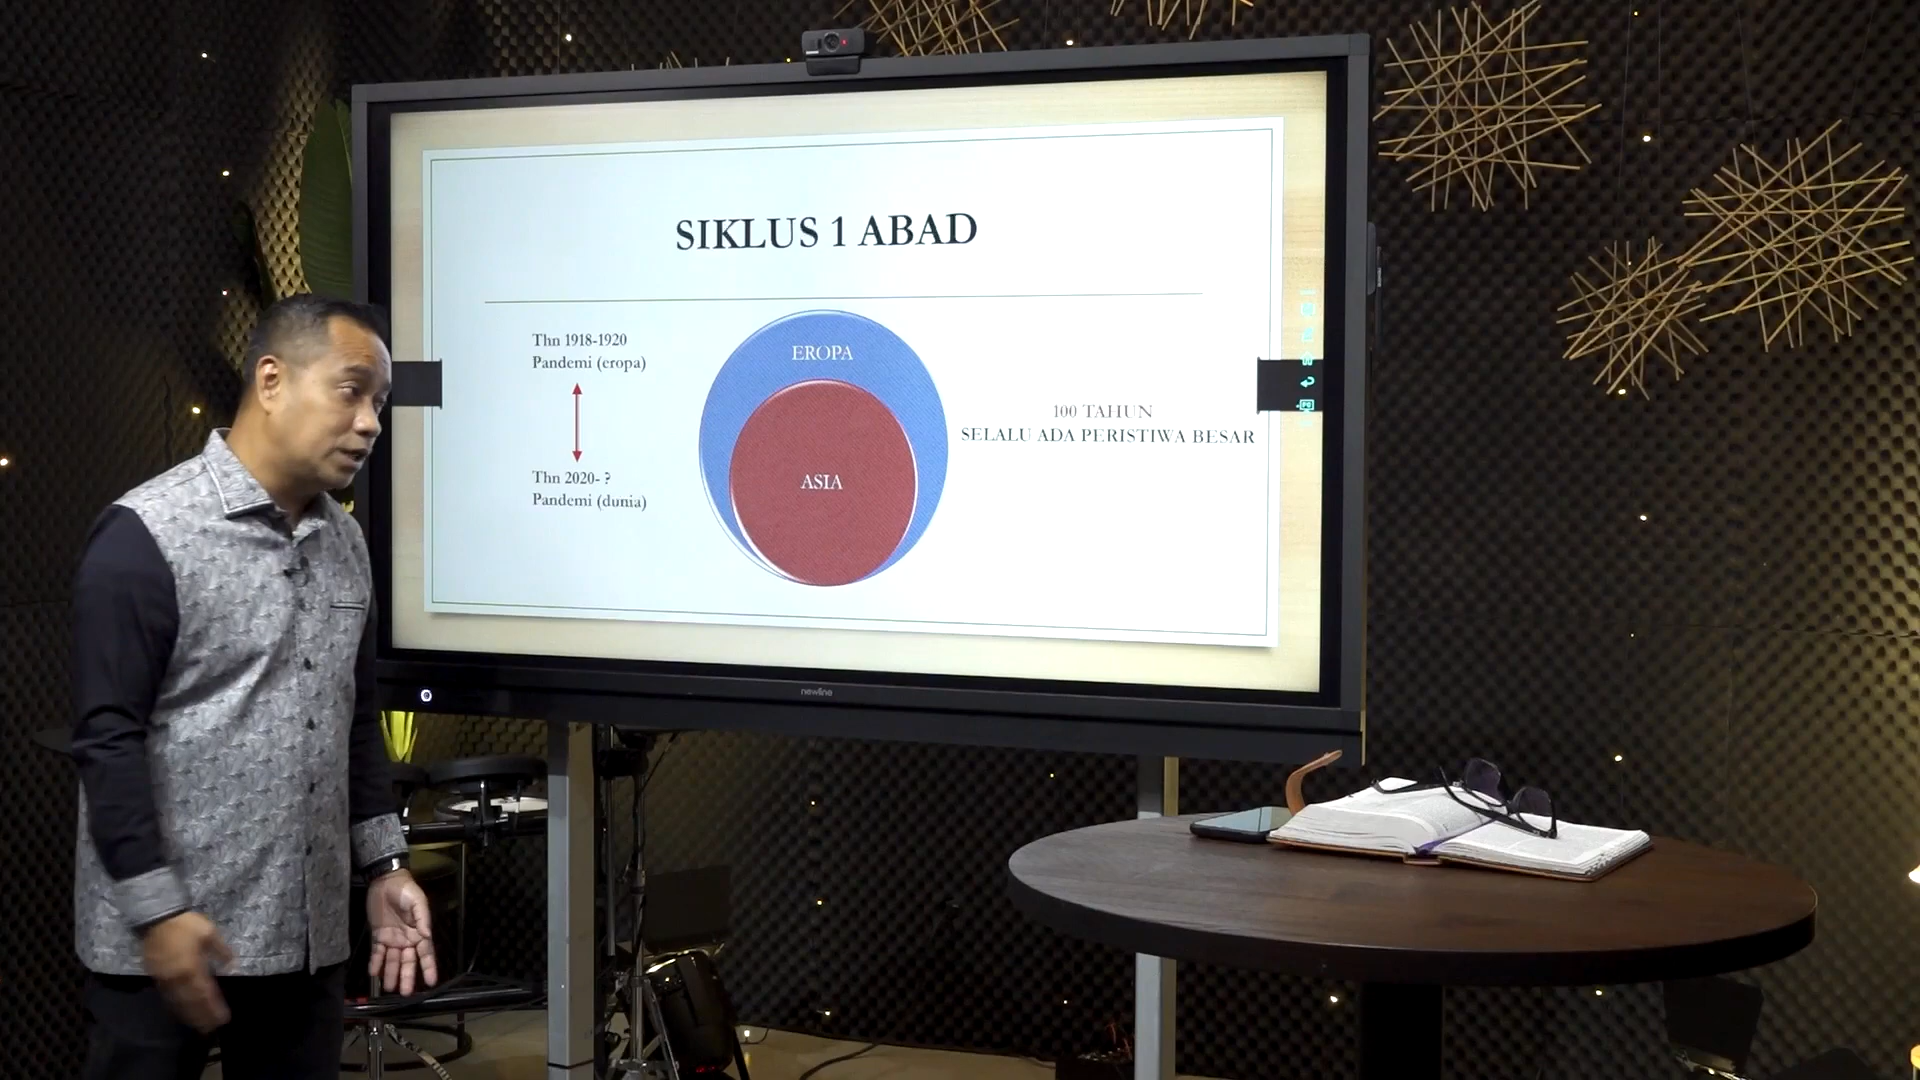 SIKLUS 1 ABAD
Thn 1918-1920
Pandemi (eropa)
Thn 2020- ?
Pandemi (dunia)
EROPA
ASIA
100 TAHUN
SELALU ADA PERISTIWA BESAR
newline